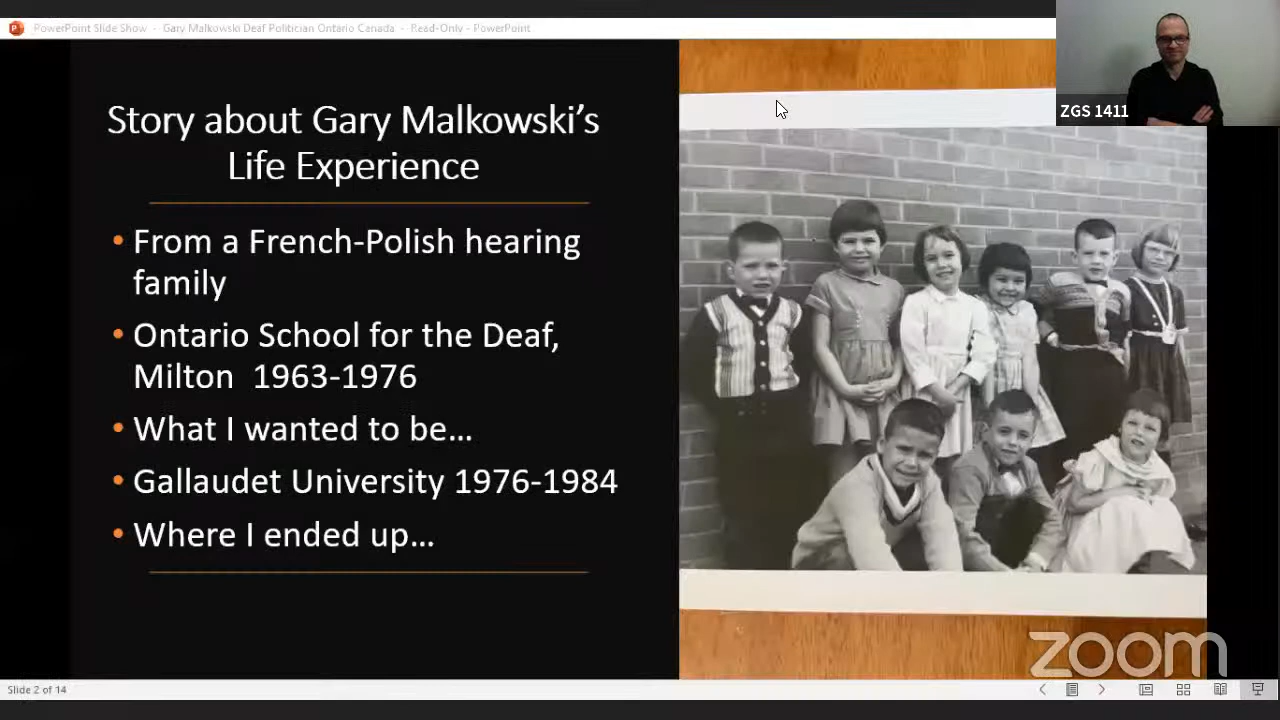 PowerPoint Slide Show - Gary Malkowski Deaf Politician Ontario Canada - Read-Only - PowerPoint
ZGS 1411
Story about Gary Malkowski’s
Life Experience
• From a French-Polish hearing
family
• Ontario School for the Deaf,
Milton 1963-1976
• What I wanted to be…
• Gallaudet University 1976-1984
• Where I ended up…
zoom
Slide 2 of 14